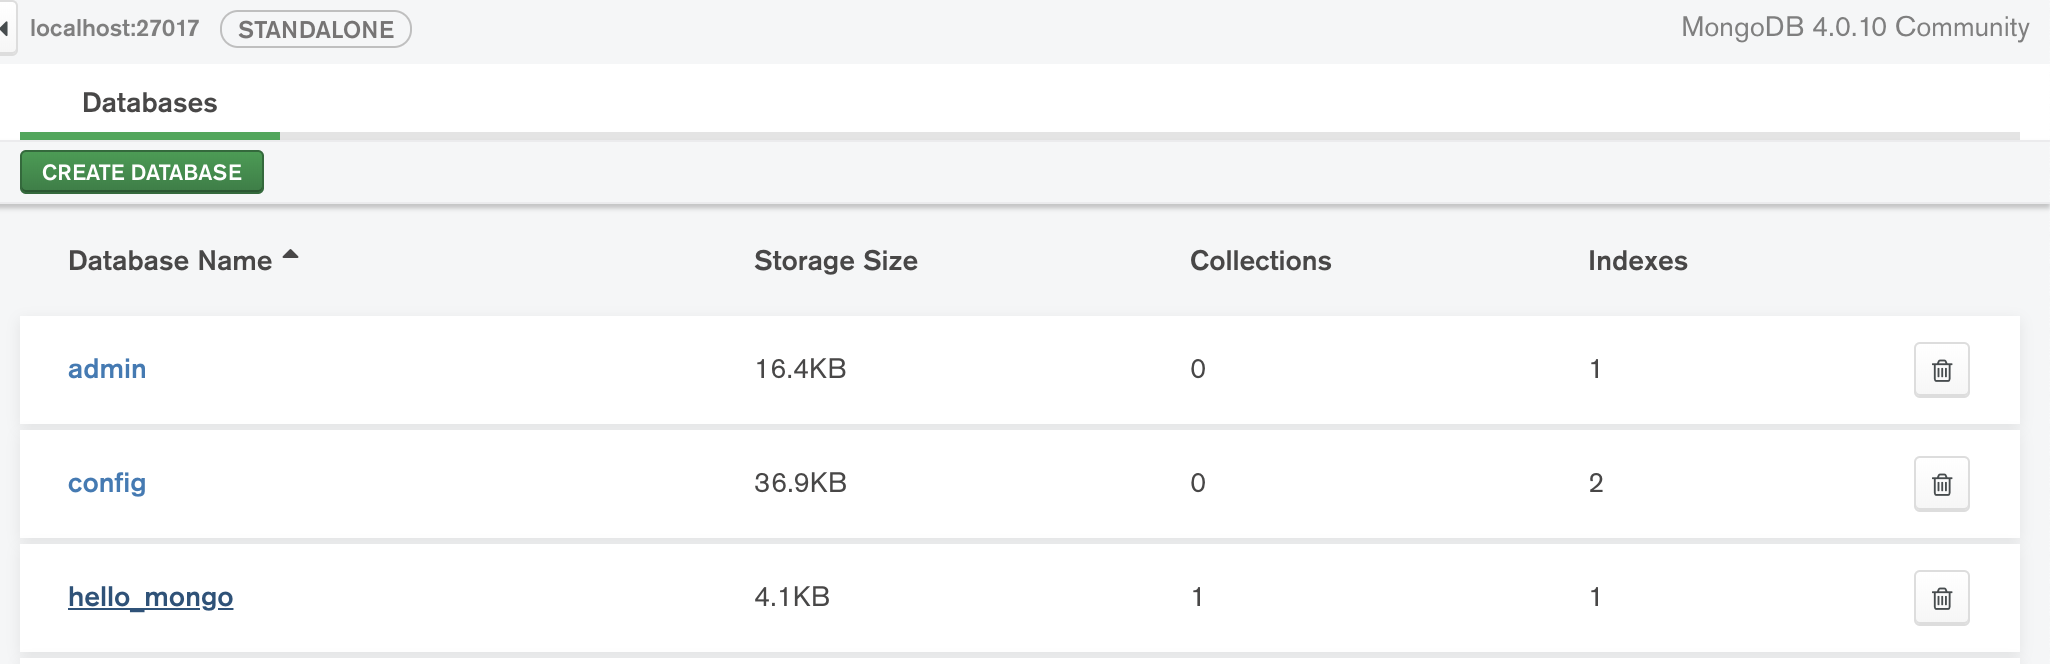 localhost:27017 STANDALONE MongoDB 4.0.10 Community
Databases
CREATE DATABASE
Database Name Storage Size Collections Indexes
admin 16.4KB 0 1
config 36.9KB 0 2
hello_mongo 4.1KB 1 1